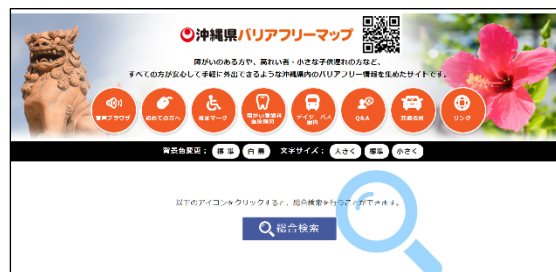 沖縄県バリアフリーマップ
障がいのある方や、高れい者・小さな子供連れの方など、
すべての方が安心して手軽に外出できるような沖縄県内のバリアフリー情報を集めたサイトです。
音声ブラウザ
初めての方へ
福祉マーク
Q&A
リンク
背景色変更： 標準 白黒 文字サイズ： 大きく 標準 小さく
以下のアイコンをクリックすると、総合検索を行うことができます。
総合検索